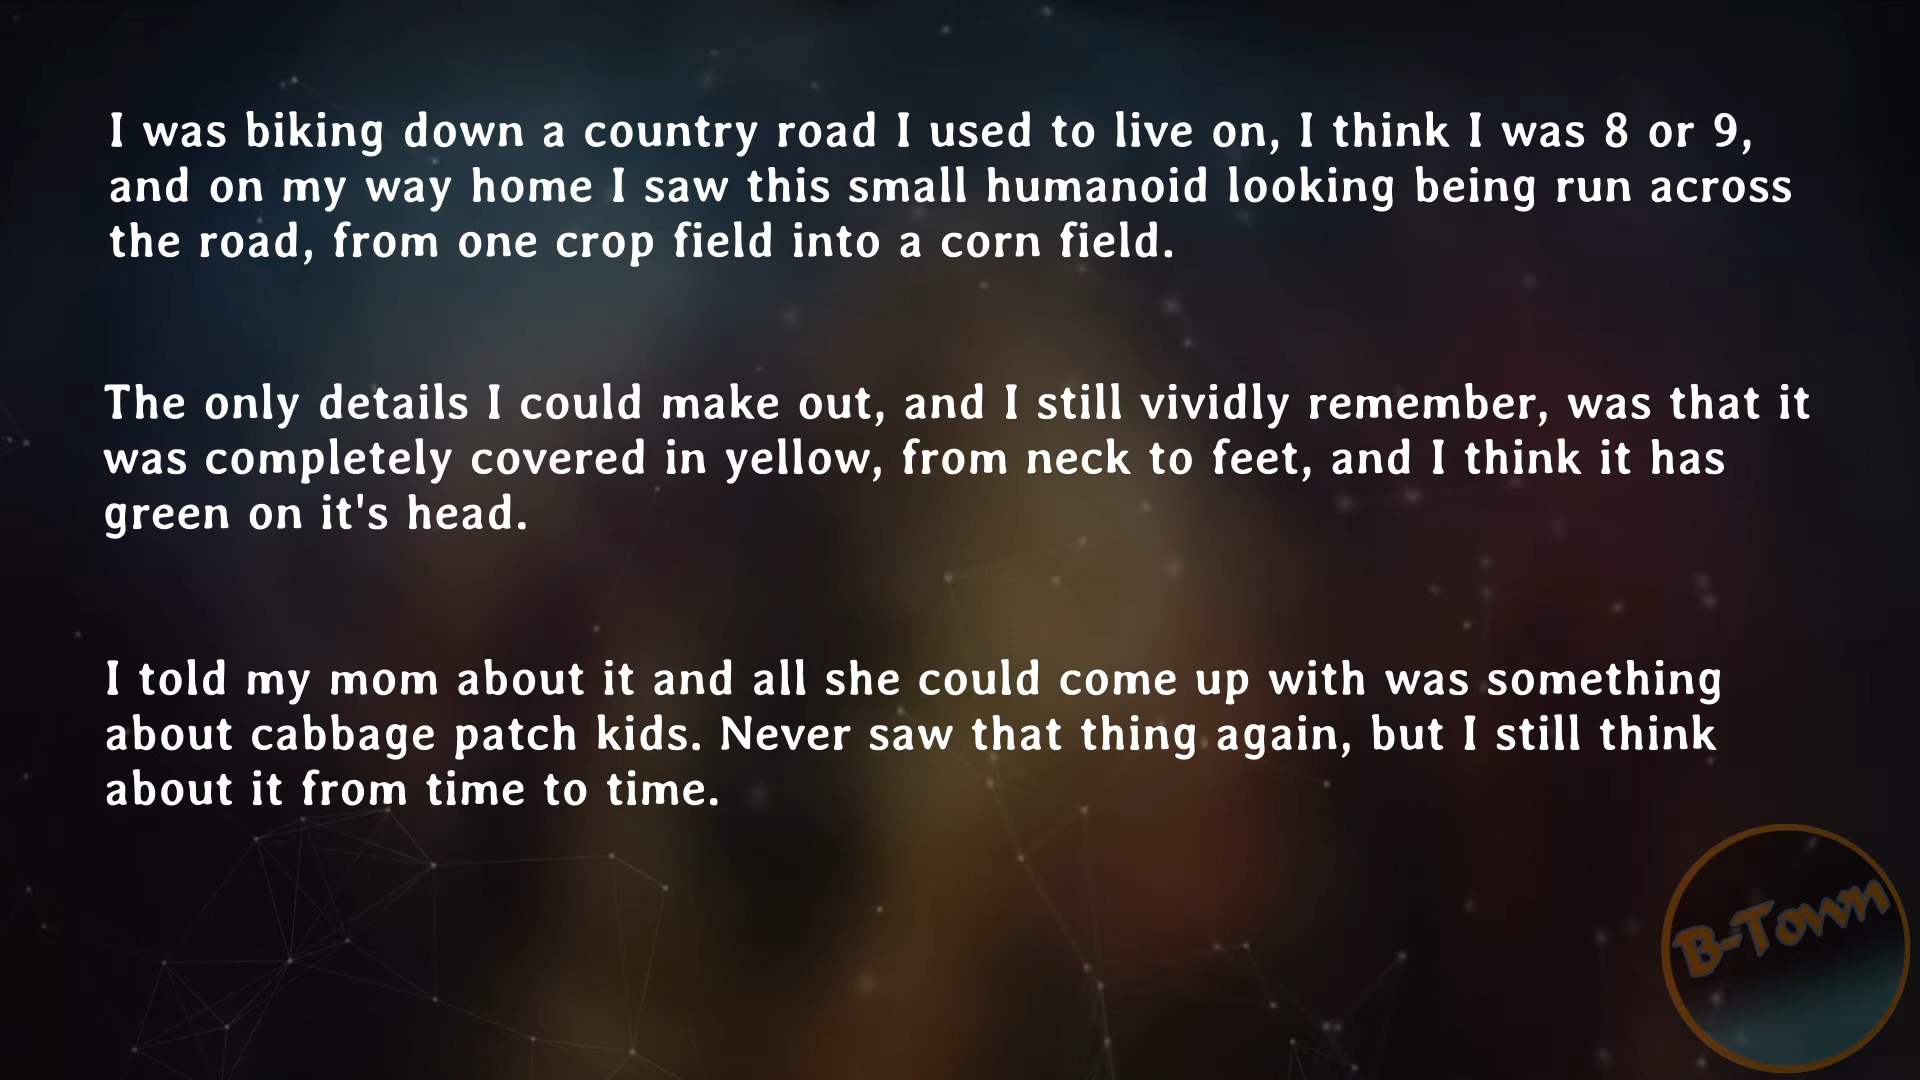 I was biking down a country road I used to live on, I think I was 8 or 9,
and on my way home I saw this small humanoid looking being run across
the road, from one crop field into a corn field.
The only details I could make out, and I still vividly remember, was that it
was completely covered in yellow, from neck to feet, and I think it has
green on it's head.
I told my mom about it and all she could come up with was something
about cabbage patch kids. Never saw that thing again, but I still think
about it from time to time.
B-Town